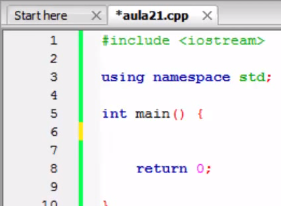 Start here
*aula21.cpp
1 #include <iostream>
2
3 using namespace std;
4
5 int main() {
6
7
8 return 0;
9
10 }